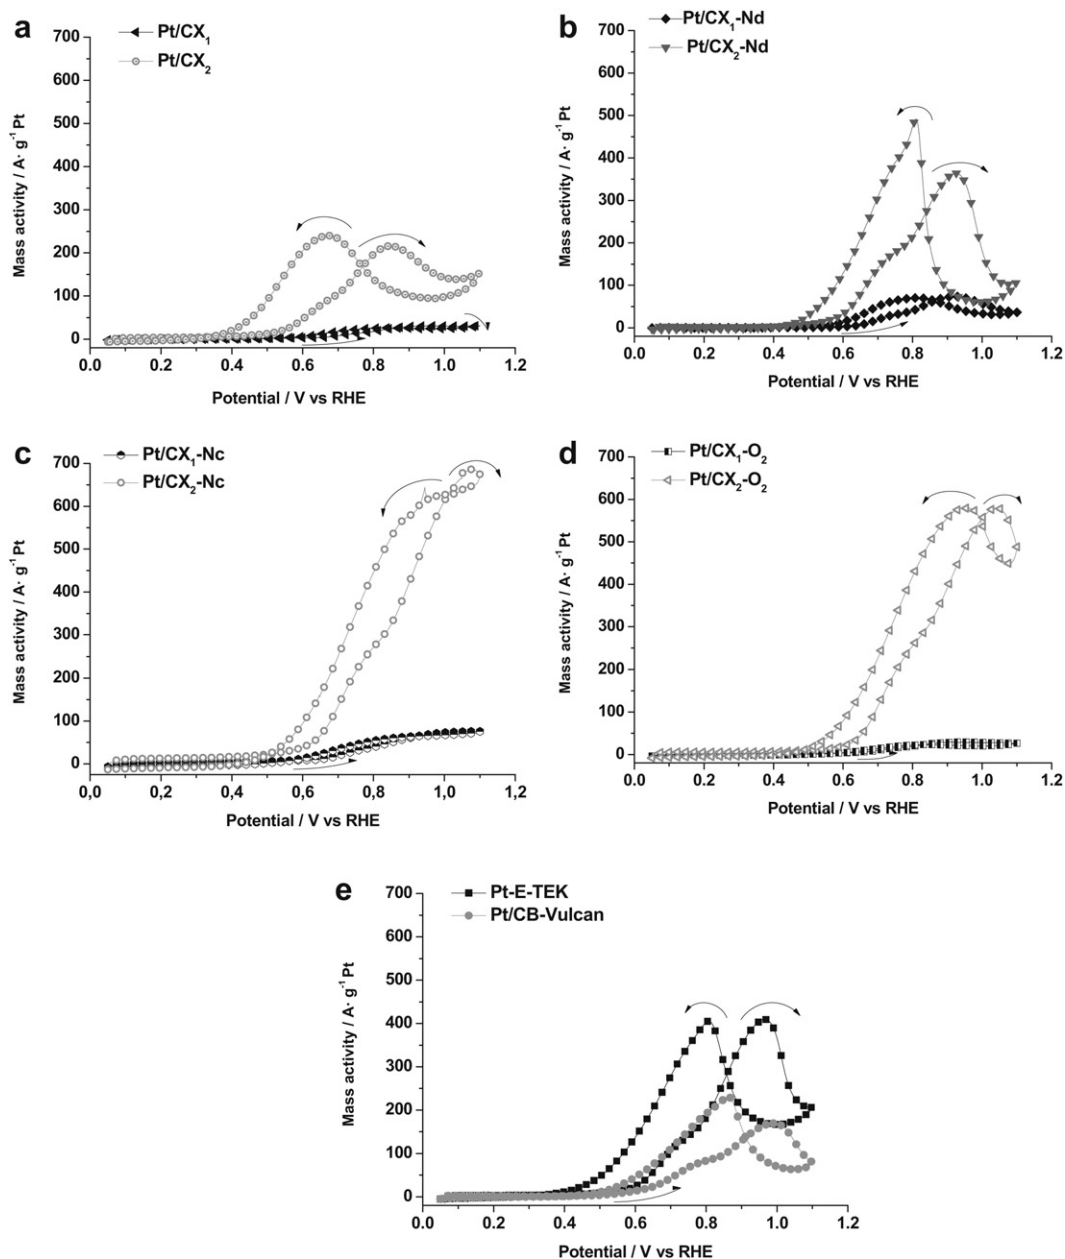 a
Pt/CX₁
Pt/CX₂
700
600
500
400
300
200
100
0
Mass activity / A· g⁻¹ Pt
0.0 0.2 0.4 0.6 0.8 1.0 1.2
Potential / V vs RHE
b
Pt/CX₁-Nd
Pt/CX₂-Nd
700
600
500
400
300
200
100
0
Mass activity / A· g⁻¹ Pt
0.0 0.2 0.4 0.6 0.8 1.0 1.2
Potential / V vs RHE
c
Pt/CX₁-Nc
Pt/CX₂-Nc
700
600
500
400
300
200
100
0
Mass activity / A· g⁻¹ Pt
0,0 0,2 0,4 0,6 0,8 1,0 1,2
Potential / V vs RHE
d
Pt/CX₁-O₂
Pt/CX₂-O₂
700
600
500
400
300
200
100
0
Mass activity / A· g⁻¹ Pt
0.0 0.2 0.4 0.6 0.8 1.0 1.2
Potential / V vs RHE
e
Pt-E-TEK
Pt/CB-Vulcan
700
600
500
400
300
200
100
0
Mass activity / A· g⁻¹ Pt
0.0 0.2 0.4 0.6 0.8 1.0 1.2
Potential / V vs RHE